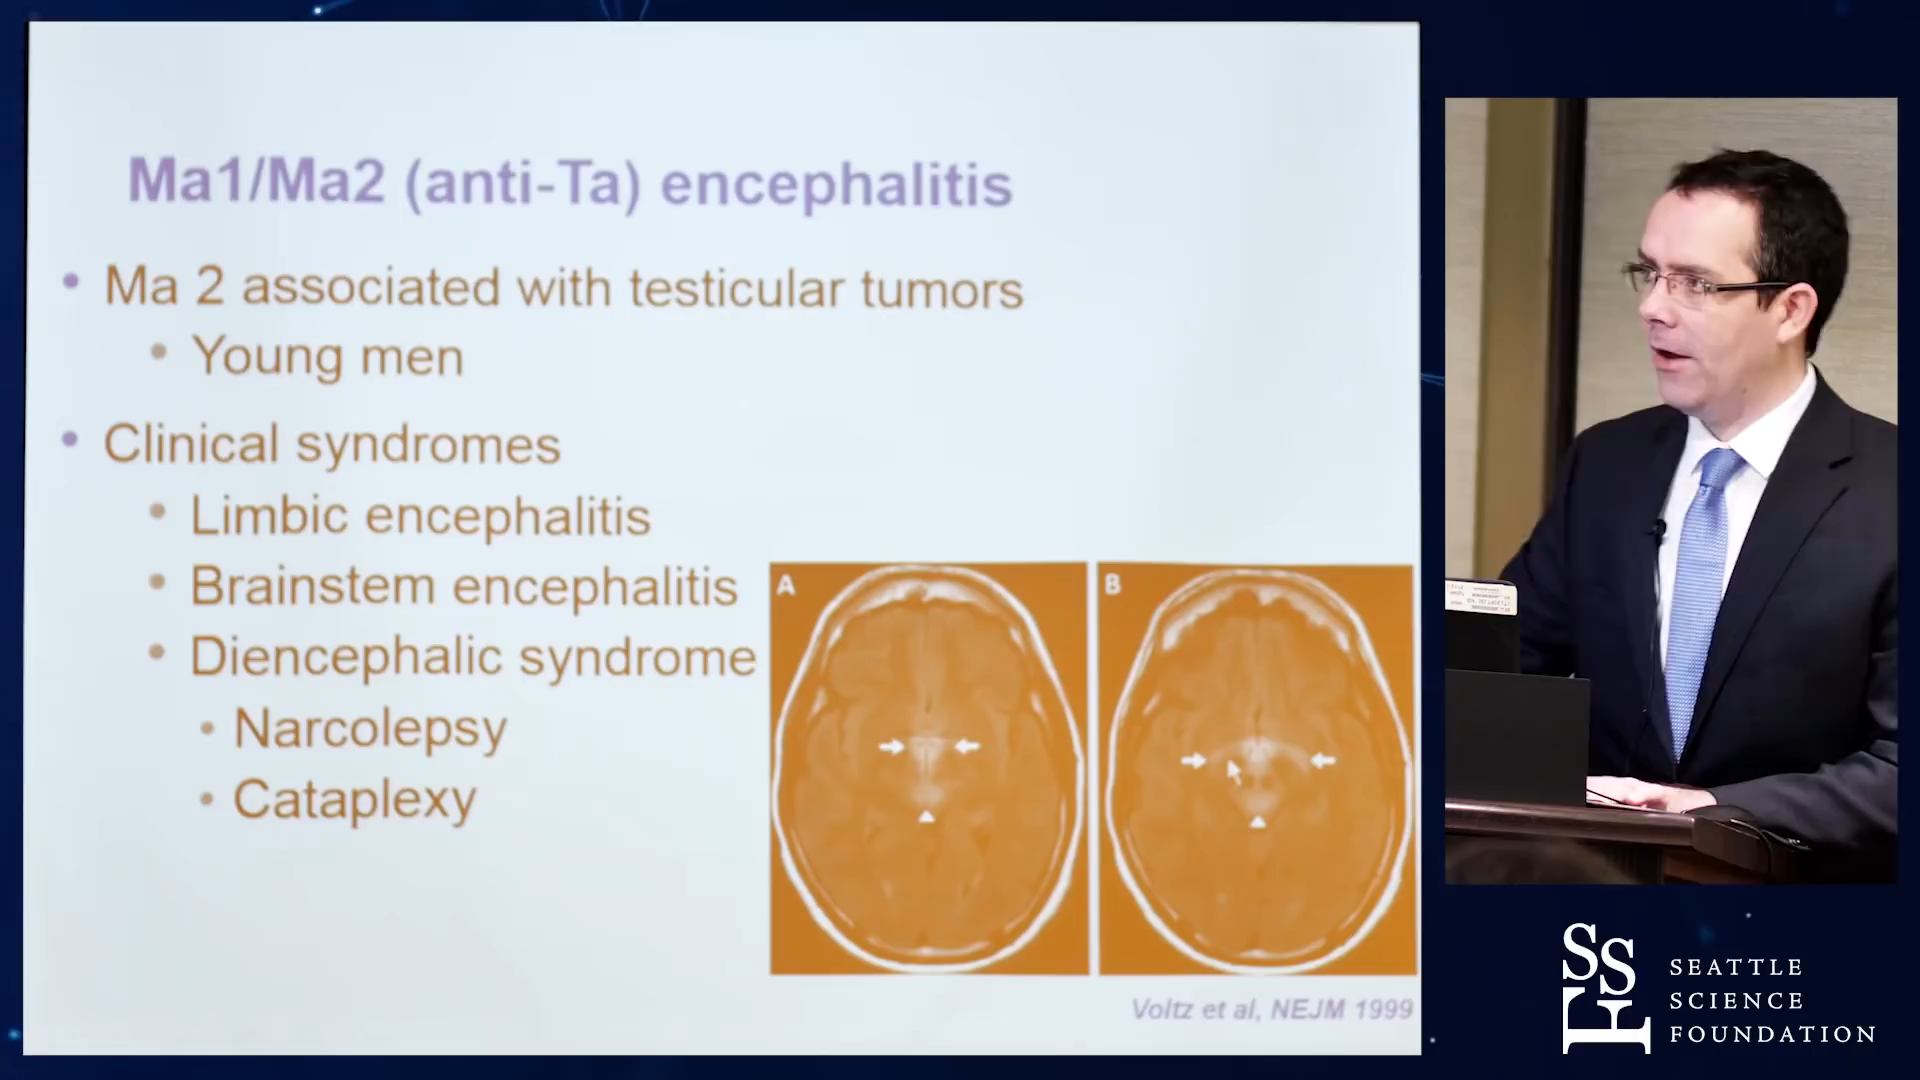 Ma1/Ma2 (anti-Ta) encephalitis
Ma 2 associated with testicular tumors
Young men
Clinical syndromes
Limbic encephalitis
Brainstem encephalitis
Diencephalic syndrome
Narcolepsy
Cataplexy
A
B
Voltz et al, NEJM 1999
SSF
SEATTLE
SCIENCE
FOUNDATION